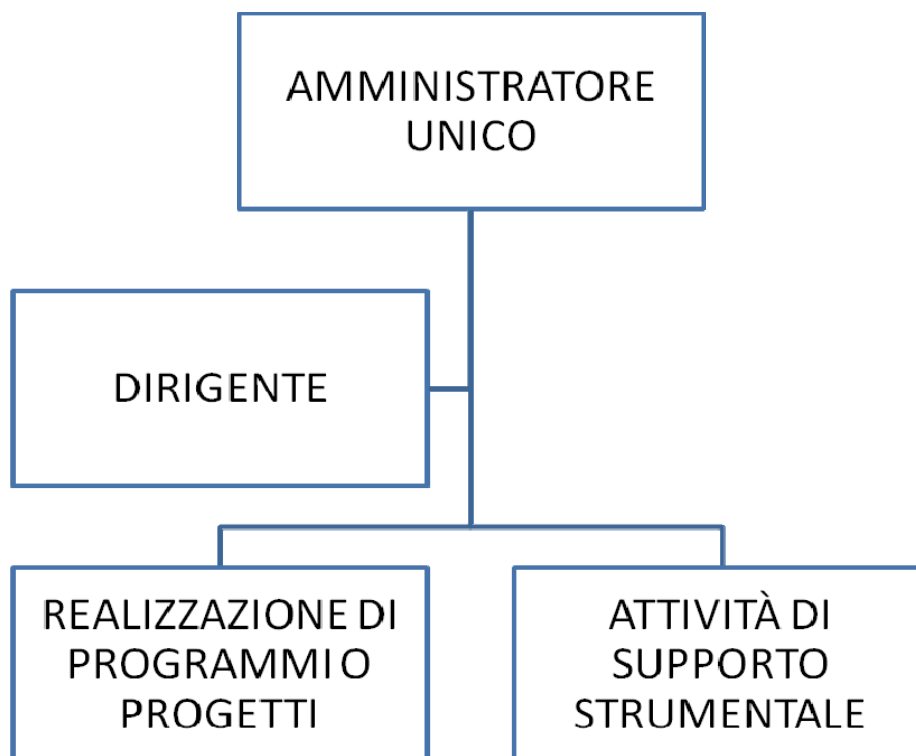 AMMINISTRATORE
UNICO
DIRIGENTE
REALIZZAZIONE DI
PROGRAMMI O
PROGETTI
ATTIVITÀ DI
SUPPORTO
STRUMENTALE